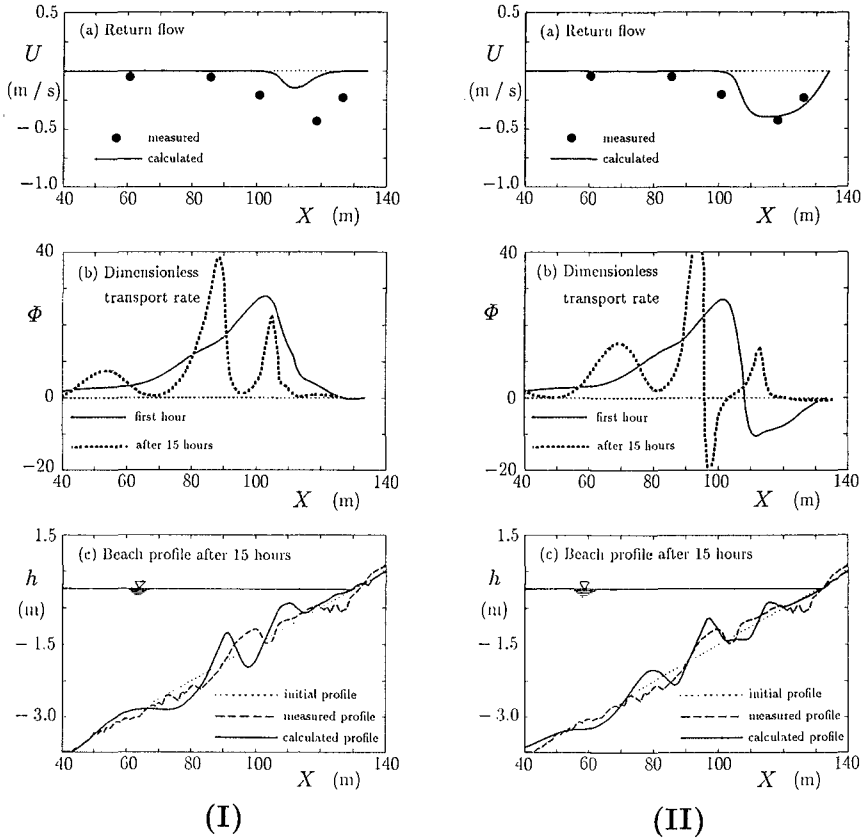 0.5
(a) Return flow
U
0
(m / s)
− 0.5
measured
calculated
−1.0
40 60 80 100 120 140
X (m)
40
(b) Dimensionless
transport rate
Φ
20
0
first hour
after 15 hours
−20
40 60 80 100 120 140
X (m)
1.5
(c) Beach profile after 15 hours
h
(m)
− 1.5
initial profile
measured profile
calculated profile
− 3.0
40 60 80 100 120 140
X (m)
(I)
0.5
(a) Return flow
U
0
(m / s)
− 0.5
measured
calculated
−1.0
40 60 80 100 120 140
X (m)
40
(b) Dimensionless
transport rate
Φ
20
0
first hour
after 15 hours
−20
40 60 80 100 120 140
X (m)
1.5
(c) Beach profile after 15 hours
h
(m)
− 1.5
initial profile
measured profile
calculated profile
− 3.0
40 60 80 100 120 140
X (m)
(II)